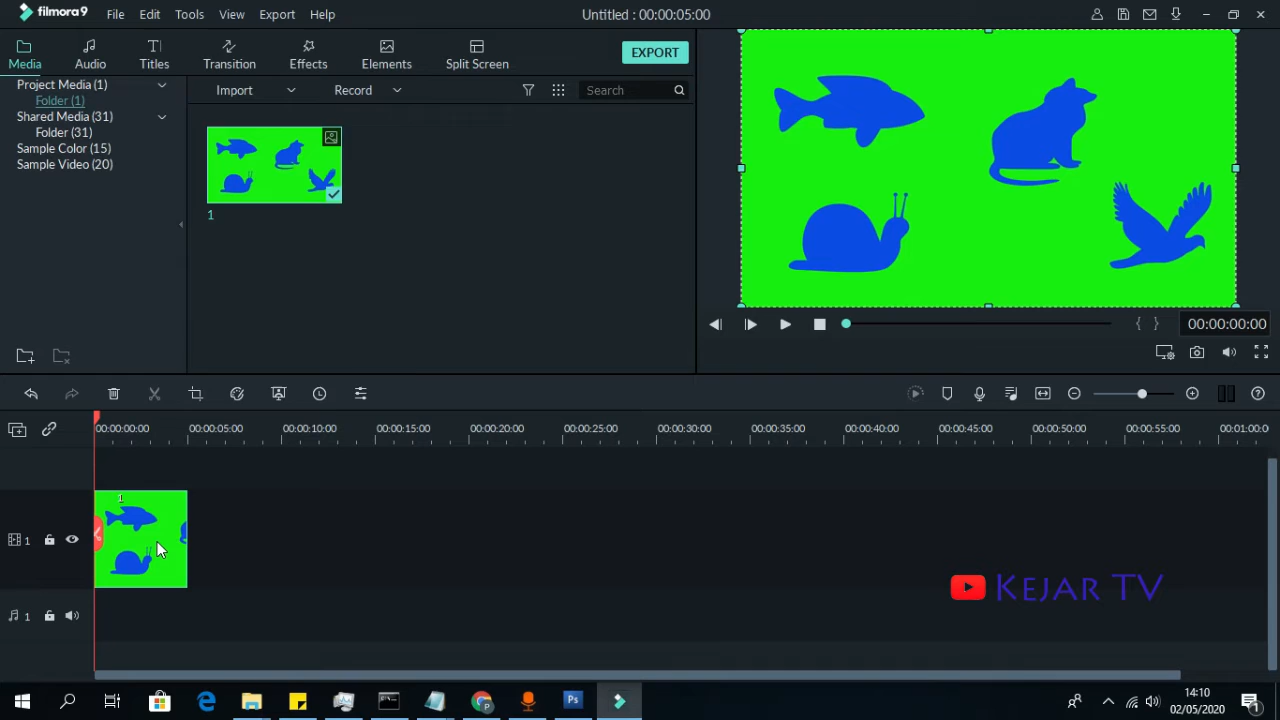 filmora9 File Edit Tools View Export Help Untitled : 00:00:05:00
Media Audio Titles Transition Effects Elements Split Screen EXPORT
Project Media (1)
Folder (1)
Shared Media (31)
Folder (31)
Sample Color (15)
Sample Video (20)
Import Record Search
1
00:00:00:00
00:00:00:00 00:00:05:00 00:00:10:00 00:00:15:00 00:00:20:00 00:00:25:00 00:00:30:00 00:00:35:00 00:00:40:00 00:00:45:00 00:00:50:00 00:00:55:00 00:01:00:0
1
1
1
KEJAR TV
Ps
14:10
02/05/2020
1